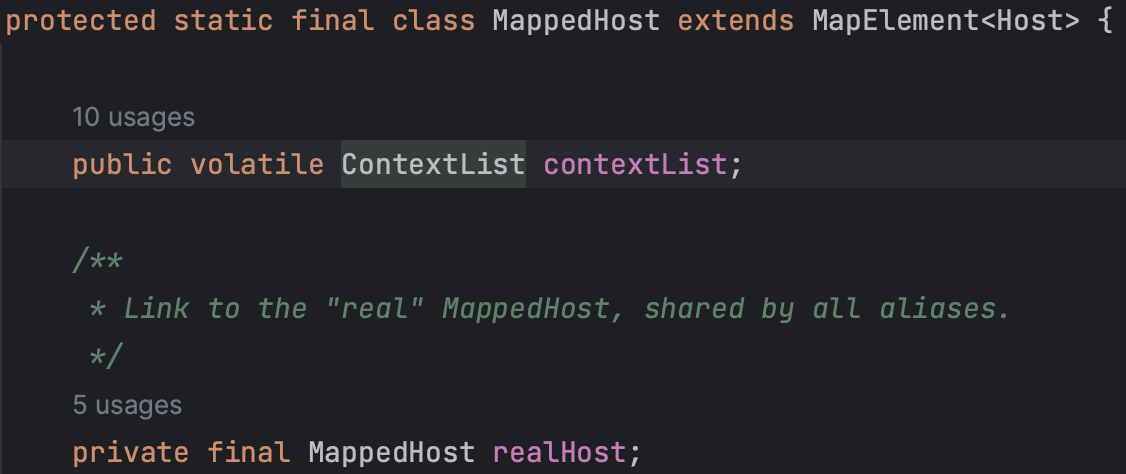 protected static final class MappedHost extends MapElement<Host> {
10 usages
public volatile ContextList contextList;
/**
* Link to the "real" MappedHost, shared by all aliases.
*/
5 usages
private final MappedHost realHost;